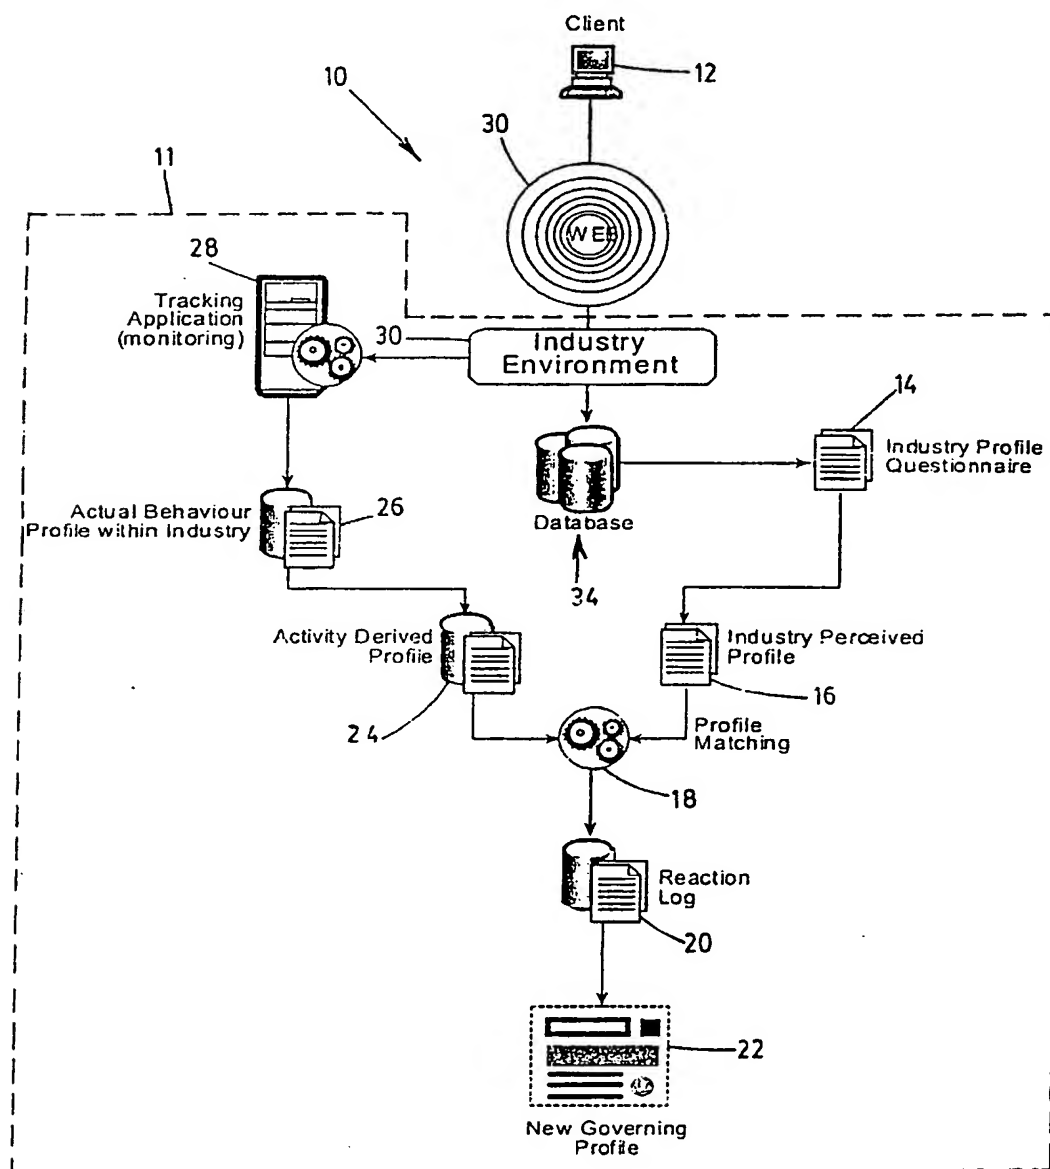 Client
12
10
30
11
WEB
28
Tracking
Application
(monitoring)
30
Industry
Environment
14
Industry Profile
Questionnaire
Actual Behaviour
Profile within Industry
26
Database
34
Activity Derived
Profile
Industry Perceived
Profile
24
16
Profile
Matching
18
Reaction
Log
20
22
New Governing
Profile